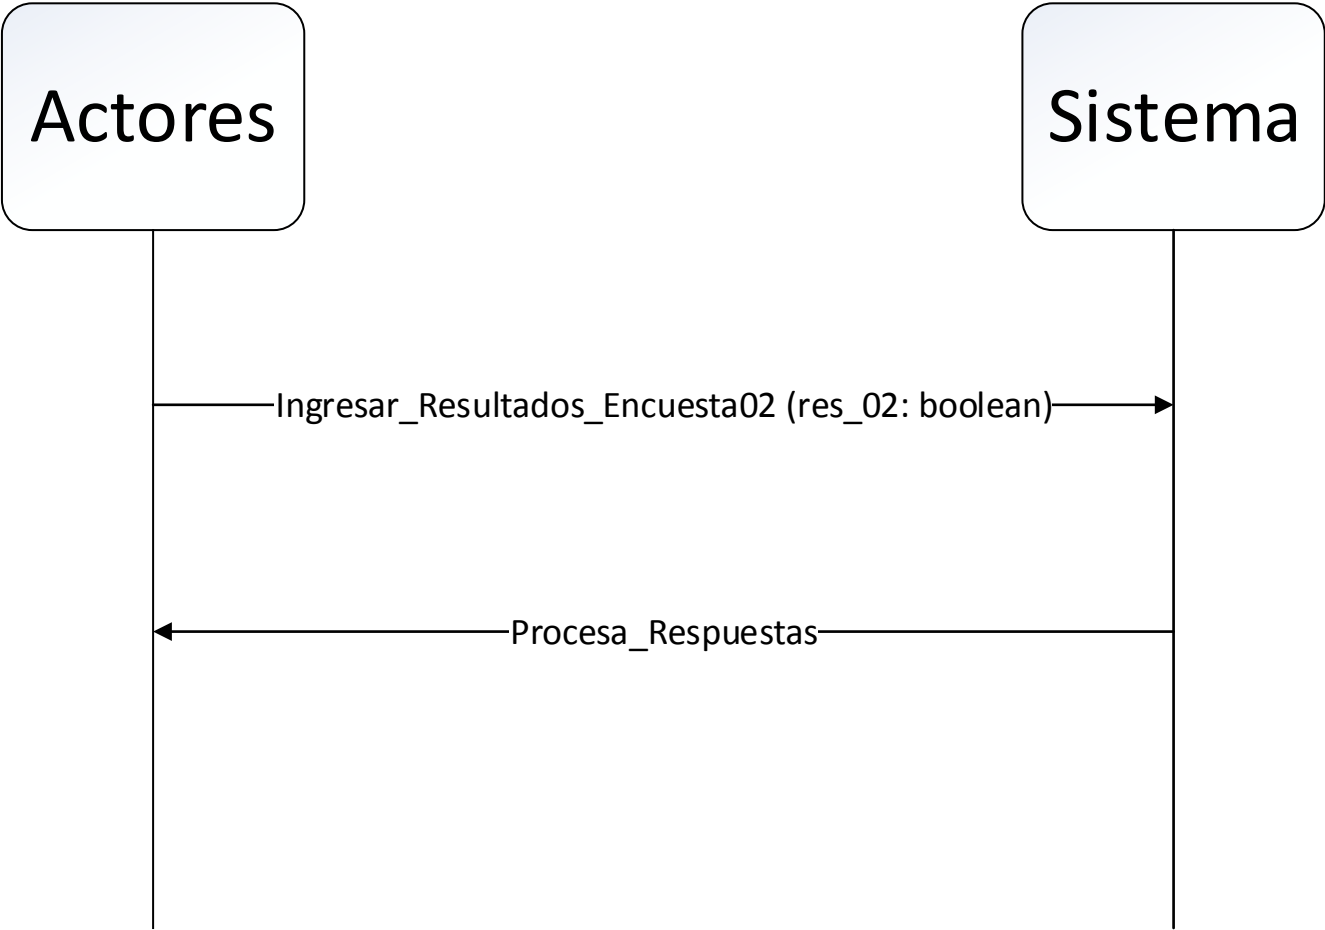 Actores
Sistema
Ingresar_Resultados_Encuesta02 (res_02: boolean)
Procesa_Respuestas